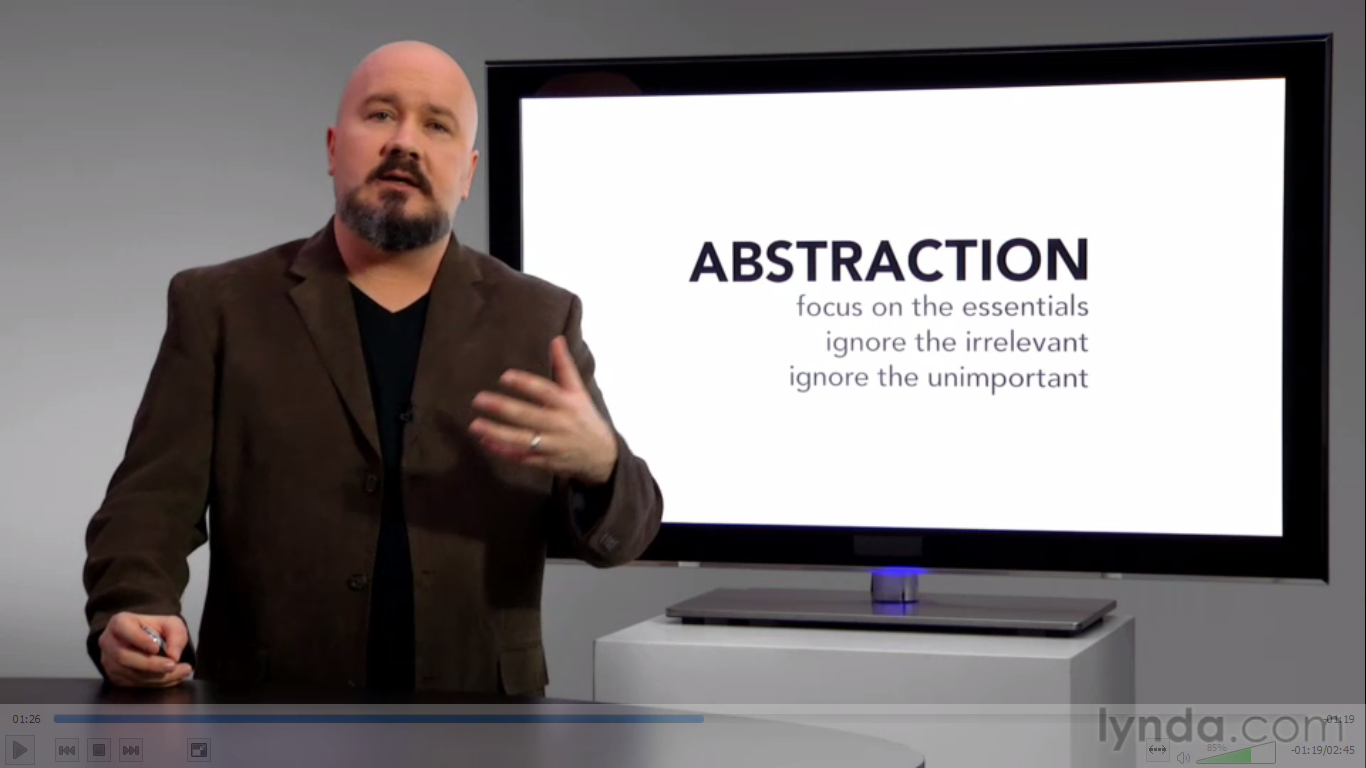 ABSTRACTION
focus on the essentials
ignore the irrelevant
ignore the unimportant
01:26
-01:19
lynda.com
85%
-01:19/02:45